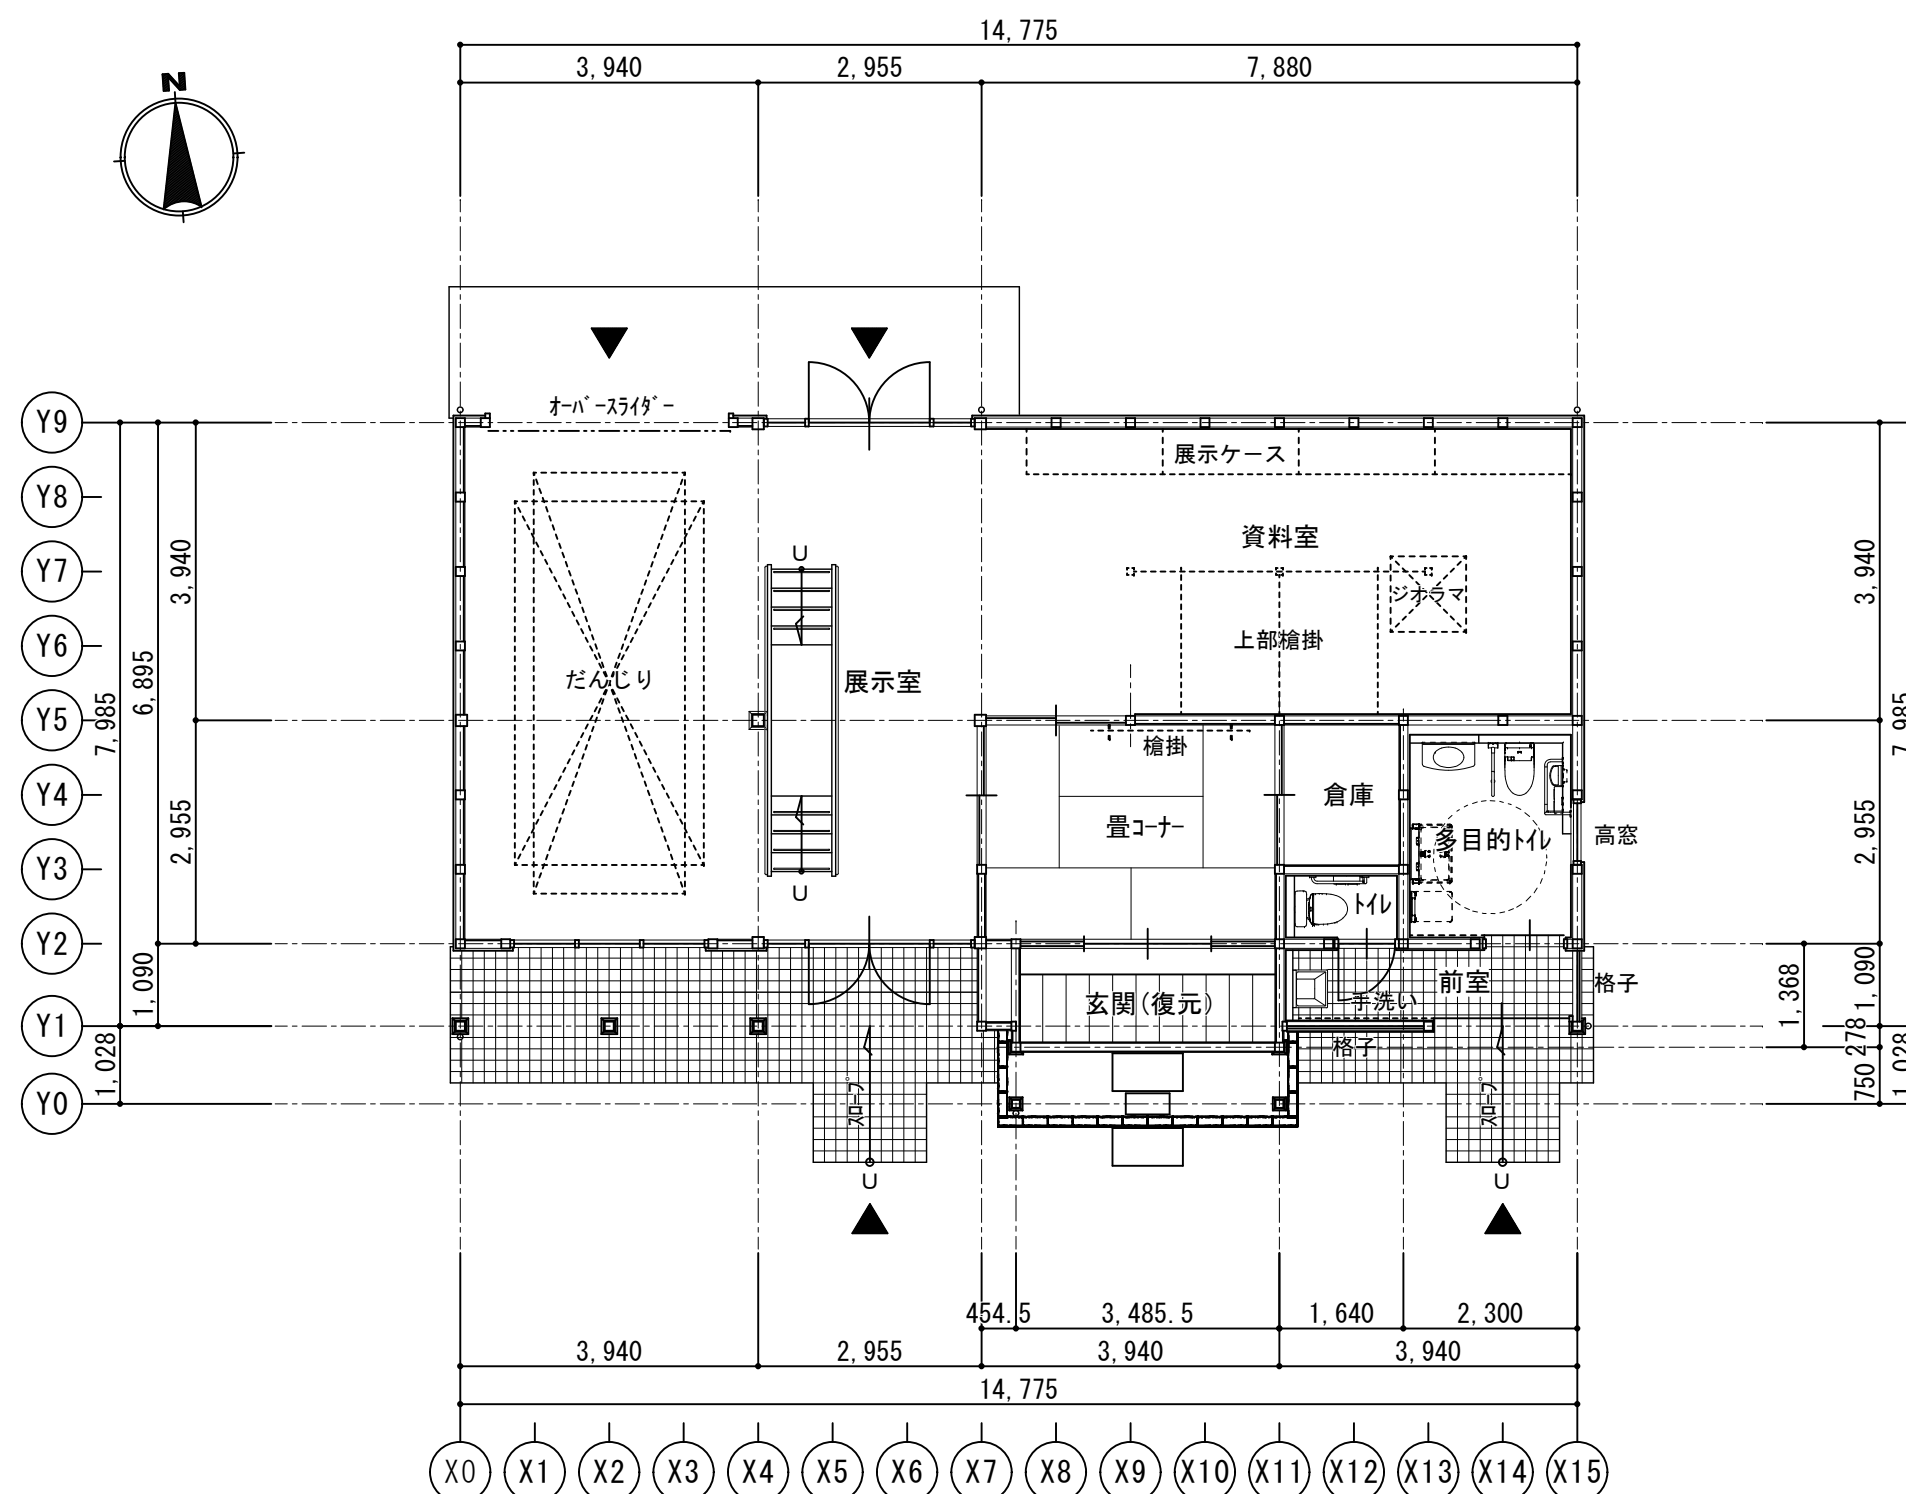 14,775
3,940
2,955
7,880
N
オーバースライダー
Y9
展示ケース
Y8
資料室
3,940
3,940
Y7
U
ジオラマ
Y6
上部槍掛
6,895
だんじり
展示室
7,985
7,985
Y5
槍掛
Y4
倉庫
畳コーナー
多目的トイレ
高窓
2,955
2,955
Y3
U
トイレ
Y2
1,090
前室
格子
1,368
1,090
玄関(復元)
手洗い
Y1
格子
278
1,028
750
1,028
Y0
スロープ
スロープ
U
U
454.5
3,485.5
1,640
2,300
3,940
2,955
3,940
3,940
14,775
X0
X1
X2
X3
X4
X5
X6
X7
X8
X9
X10
X11
X12
X13
X14
X15